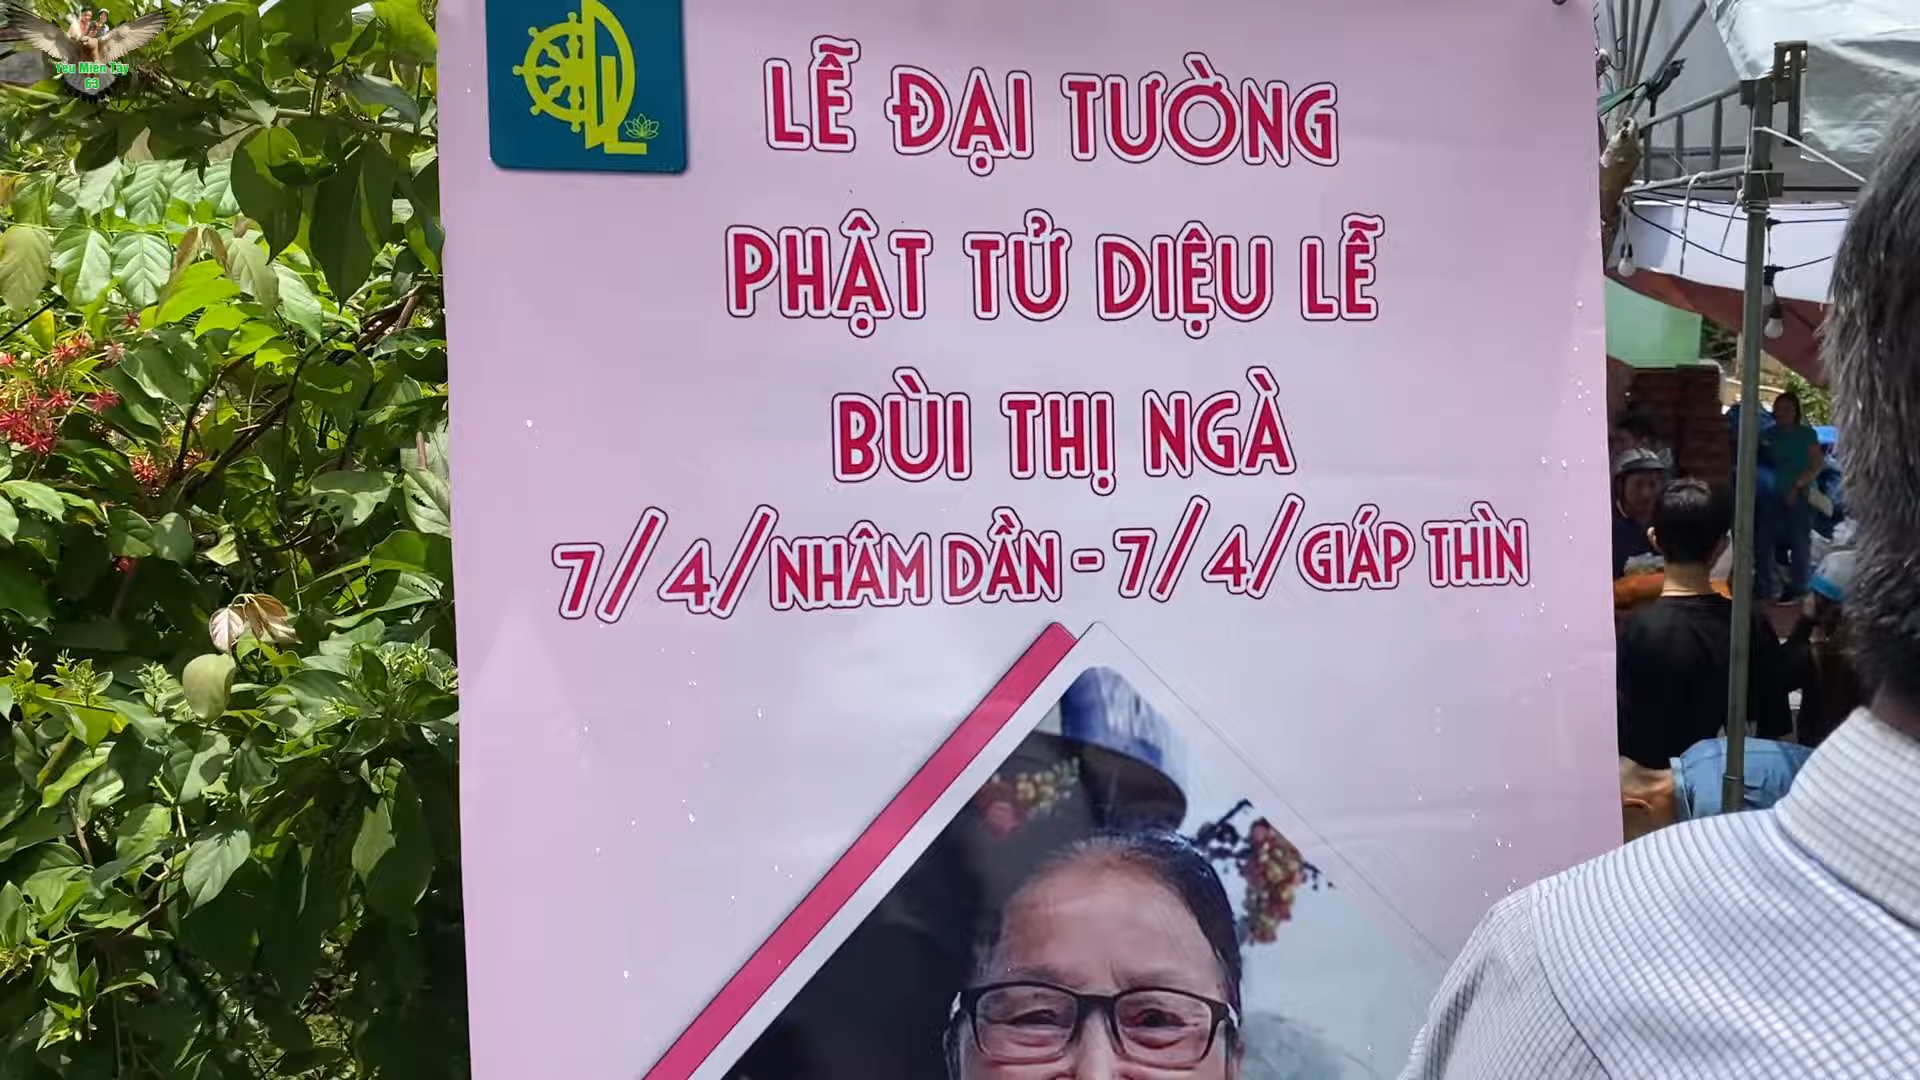 Yêu Miền Tây
63
LỄ ĐẠI TƯỜNG
PHẬT TỬ DIỆU LỄ
BÙI THỊ NGÀ
7/4/NHÂM DẦN - 7/4/GIÁP THÌN